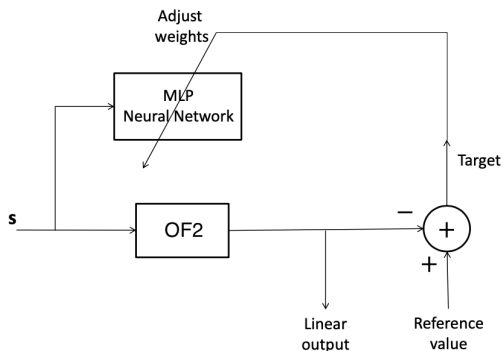 Adjust
weights
MLP
Neural Network
Target
s
OF2
−
+
+
Linear
output
Reference
value